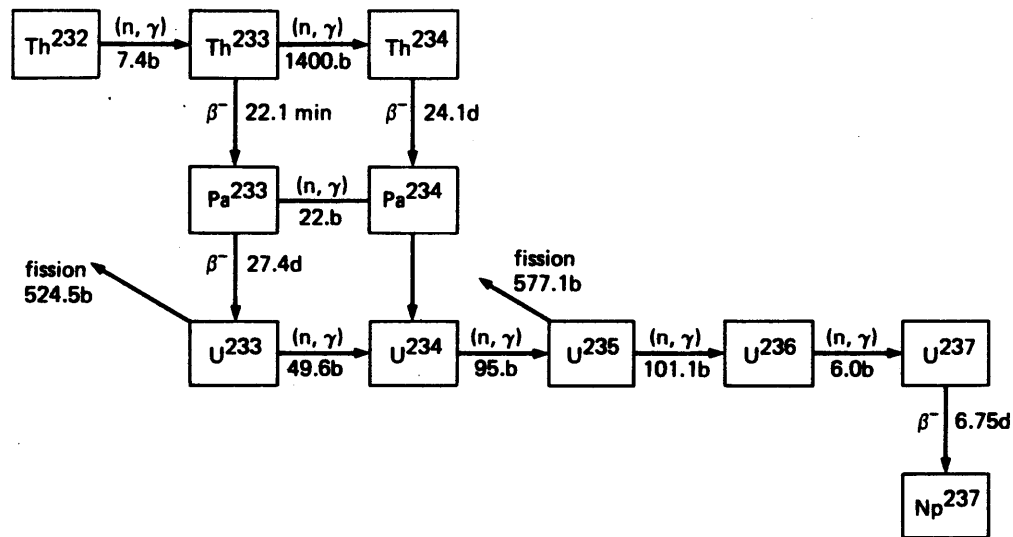 (n, γ) (n, γ)
Th²³² Th²³³ Th²³⁴
7.4b 1400.b
β⁻ 22.1 min β⁻ 24.1d
(n, γ)
Pa²³³ Pa²³⁴
22.b
β⁻ 27.4d
fission
524.5b
fission
577.1b
(n, γ) (n, γ) (n, γ) (n, γ)
U²³³ U²³⁴ U²³⁵ U²³⁶ U²³⁷
49.6b 95.b 101.1b 6.0b
β⁻ 6.75d
Np²³⁷